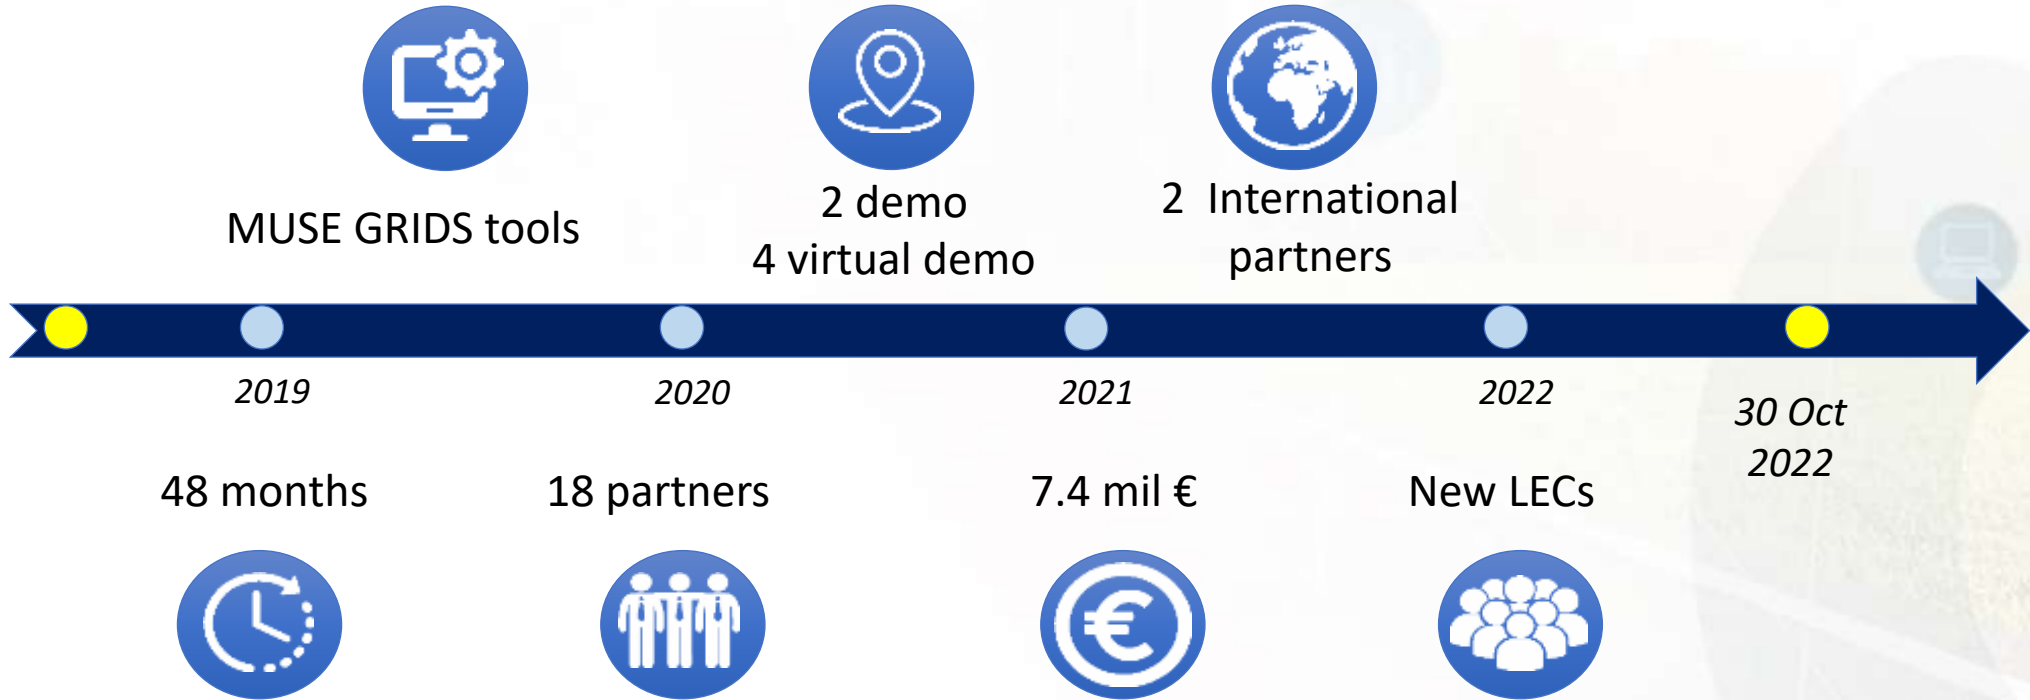 MUSE GRIDS tools
2 demo
4 virtual demo
2 International
partners
2019
2020
2021
2022
30 Oct
2022
48 months
18 partners
7.4 mil €
New LECs
€